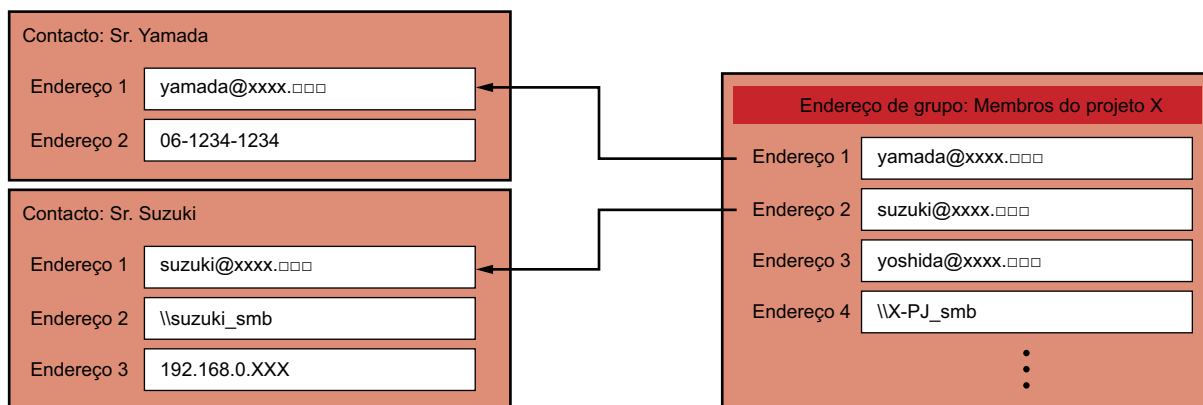 Contacto: Sr. Yamada
Endereço 1 yamada@xxxx.□□□
Endereço 2 06-1234-1234
Contacto: Sr. Suzuki
Endereço 1 suzuki@xxxx.□□□
Endereço 2 \\suzuki_smb
Endereço 3 192.168.0.XXX
Endereço de grupo: Membros do projeto X
Endereço 1 yamada@xxxx.□□□
Endereço 2 suzuki@xxxx.□□□
Endereço 3 yoshida@xxxx.□□□
Endereço 4 \\X-PJ_smb